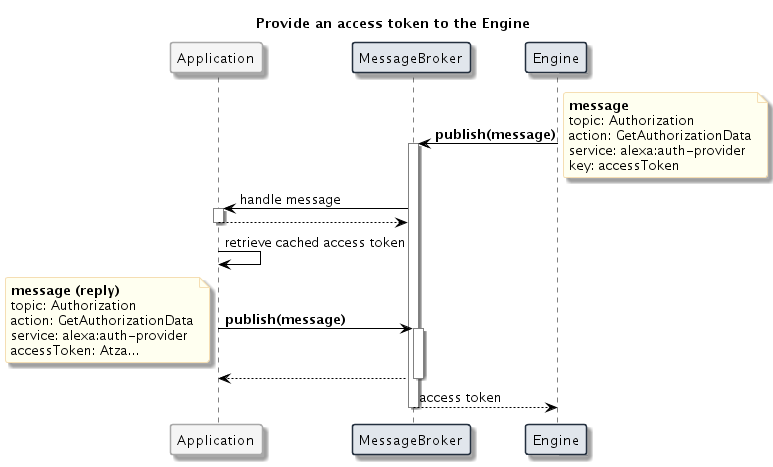 Provide an access token to the Engine
Application
MessageBroker
Engine
message
topic: Authorization
action: GetAuthorizationData
service: alexa:auth-provider
key: accessToken
publish(message)
handle message
retrieve cached access token
message (reply)
topic: Authorization
action: GetAuthorizationData
service: alexa:auth-provider
accessToken: Atza...
publish(message)
access token
Application
MessageBroker
Engine